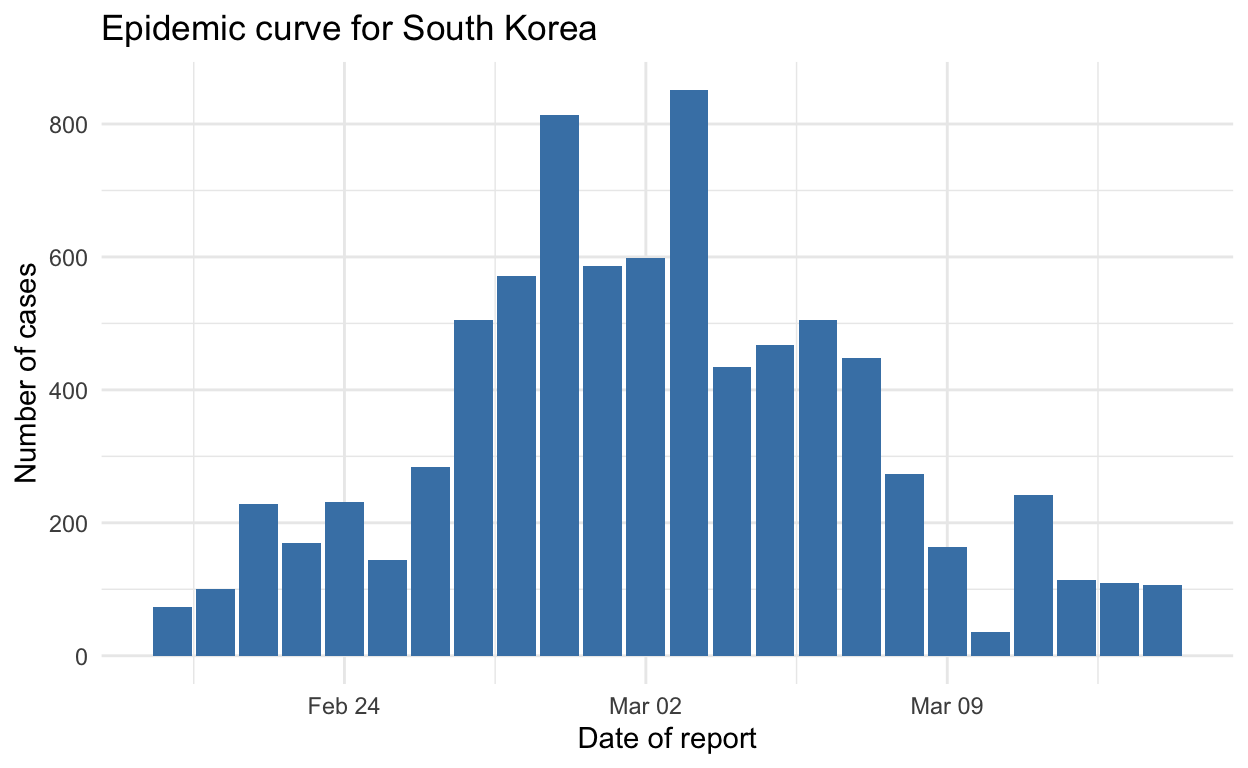 Epidemic curve for South Korea
Number of cases
800
600
400
200
0
Feb 24 Mar 02 Mar 09
Date of report